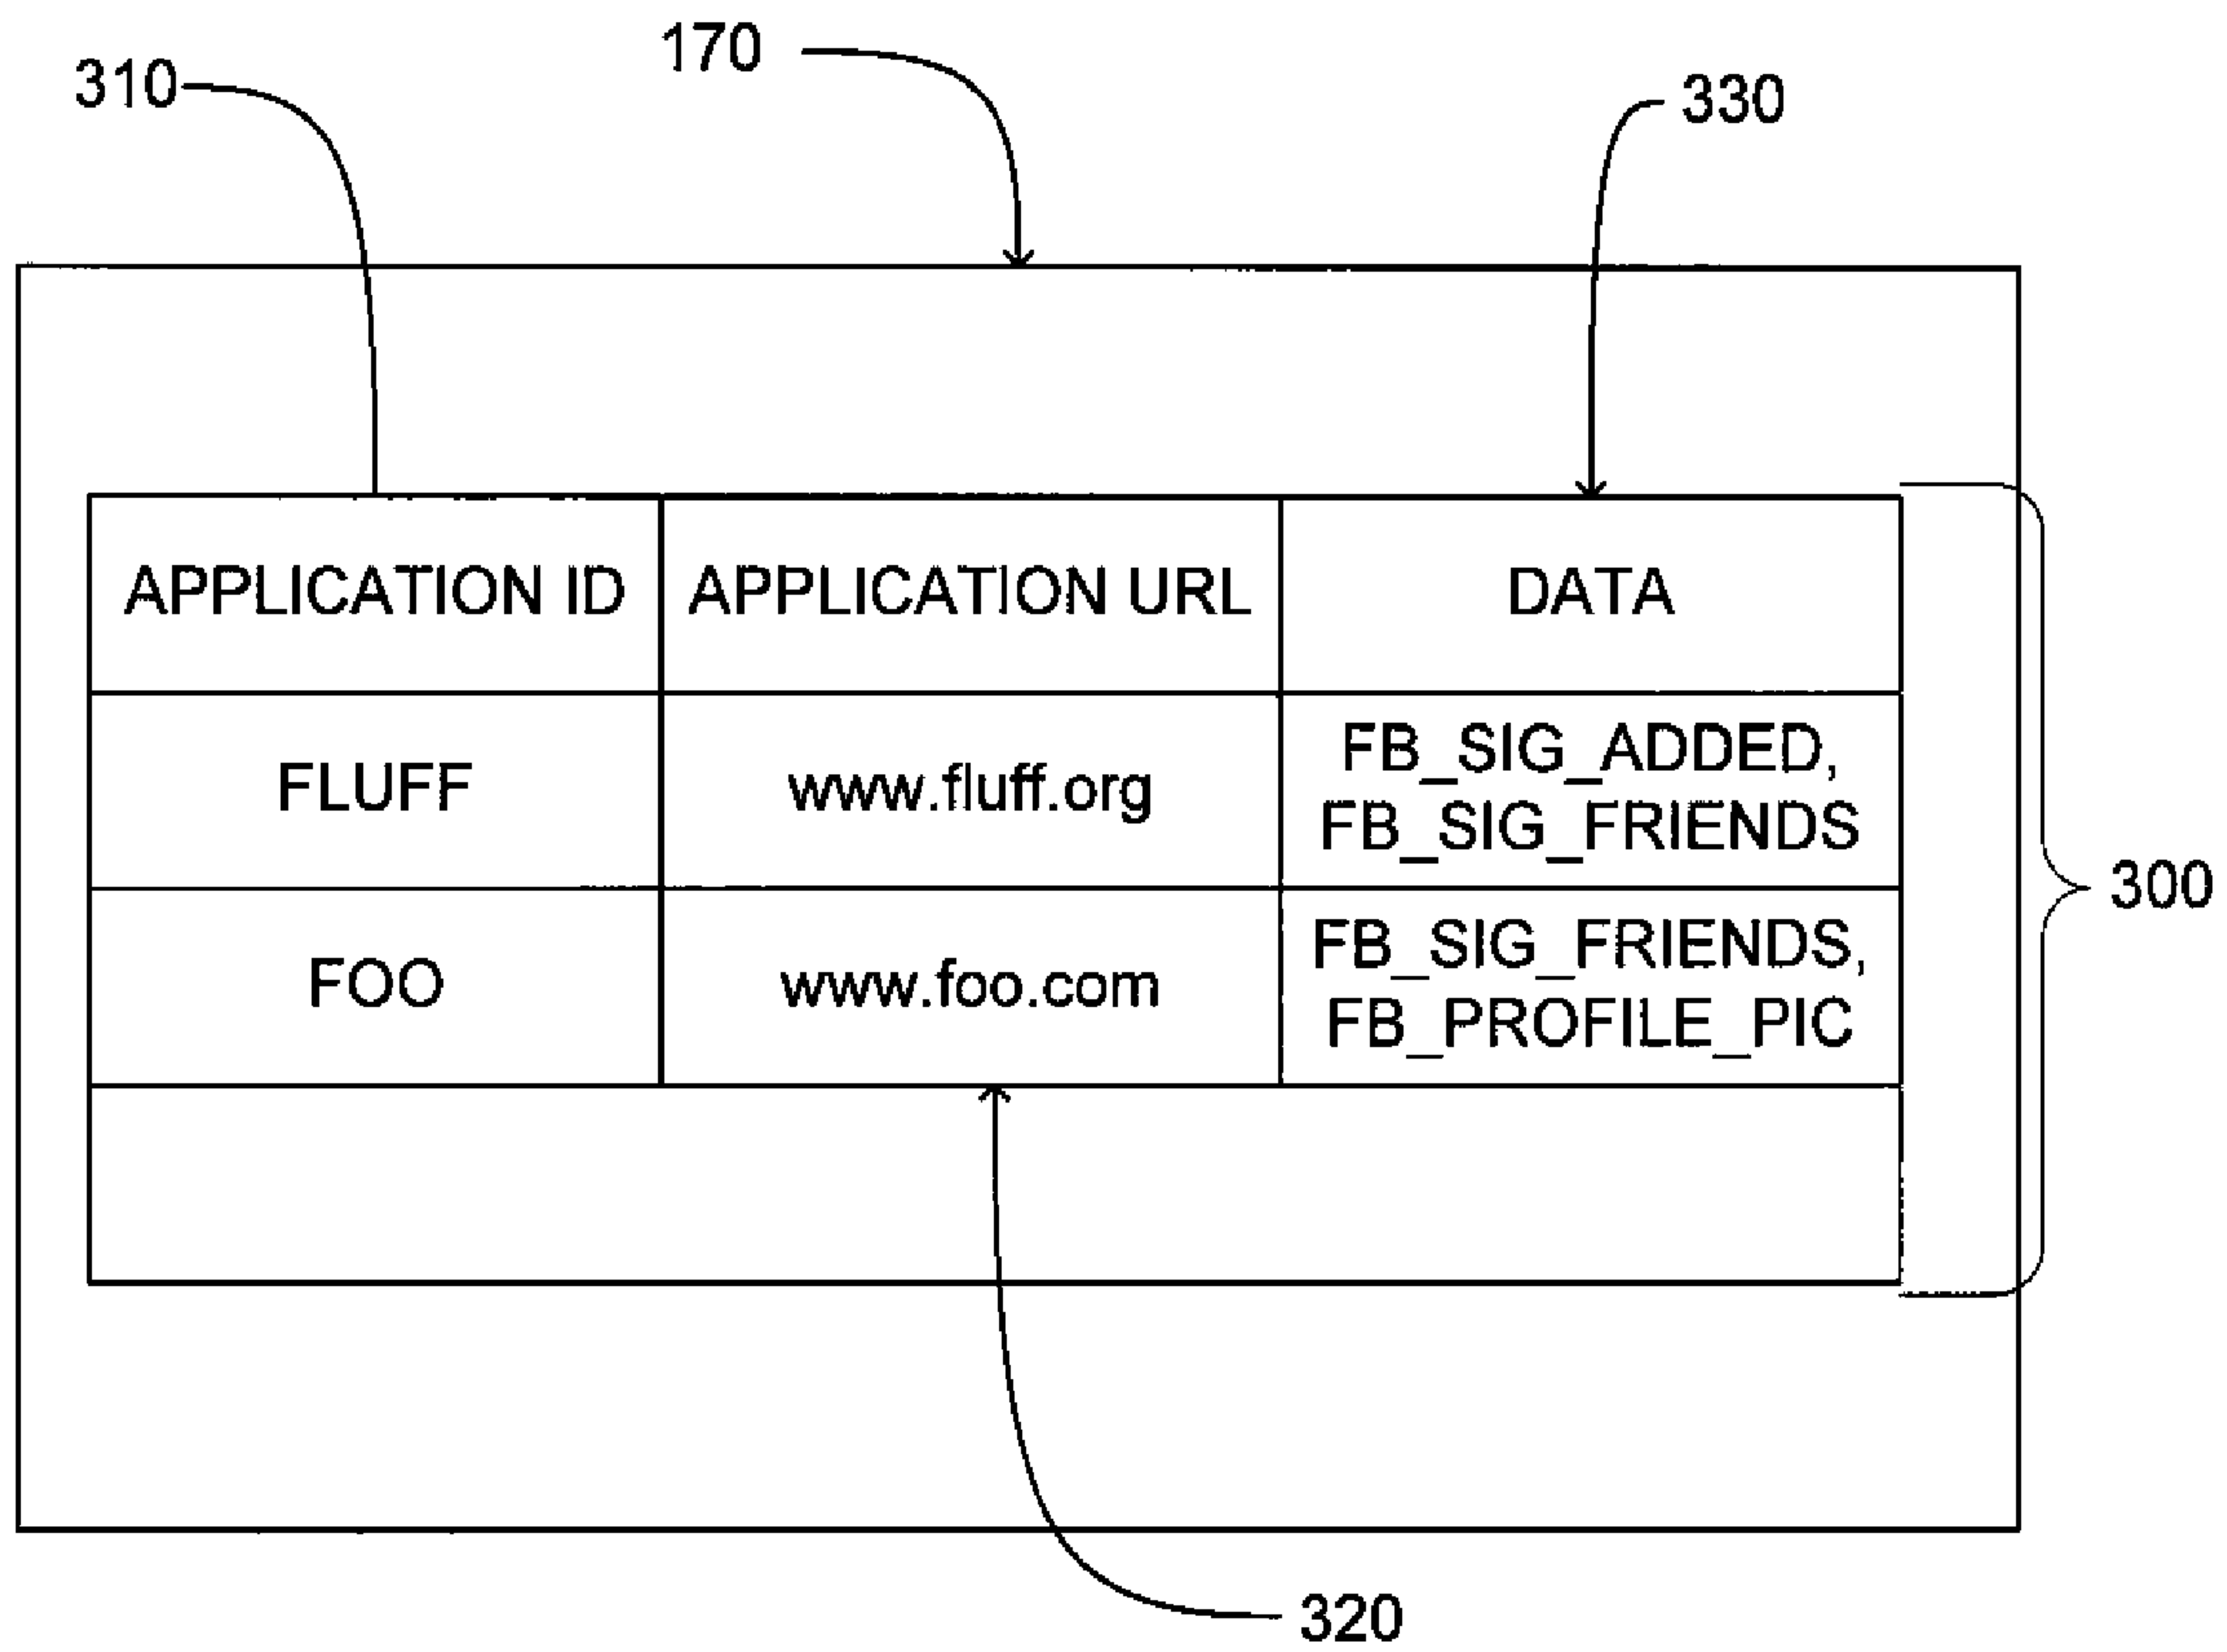 170
310
330
APPLICATION ID APPLICATION URL DATA
FLUFF www.fluff.org FB_SIG_ADDED,
FB_SIG_FRIENDS
300
FOO www.foo.com FB_SIG_FRIENDS,
FB_PROFILE_PIC
320